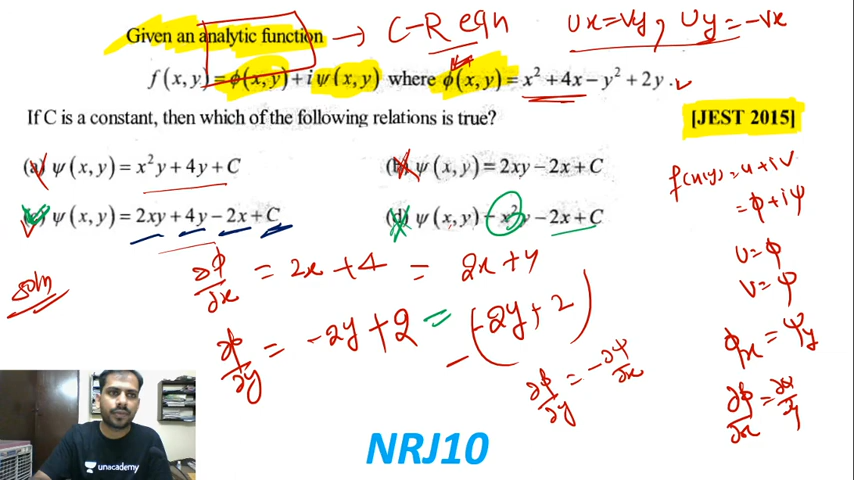 Given an analytic function → C-R eqn Ux=Vy, Uy=-Vx
f(x,y)=ϕ(x,y)+iψ(x,y) where ϕ(x,y)=x²+4x−y²+2y.
If C is a constant, then which of the following relations is true? [JEST 2015]
(a) ψ(x,y)=x²y+4y+C (b) ψ(x,y)=2xy−2x+C
(c) ψ(x,y)=2xy+4y−2x+C (d) ψ(x,y)=x²y−2x+C
f(x,y)=u+iv
=ϕ+iψ
u=ϕ
v=ψ
ϕx=ψy
∂ϕ/∂x=∂ψ/∂y
Soln
∂ϕ/∂x = 2x+4 = 2x+4
∂ϕ/∂y = -2y+2 = -(-2y+2)
∂ϕ/∂y = -∂ψ/∂x
unacademy
NRJ10